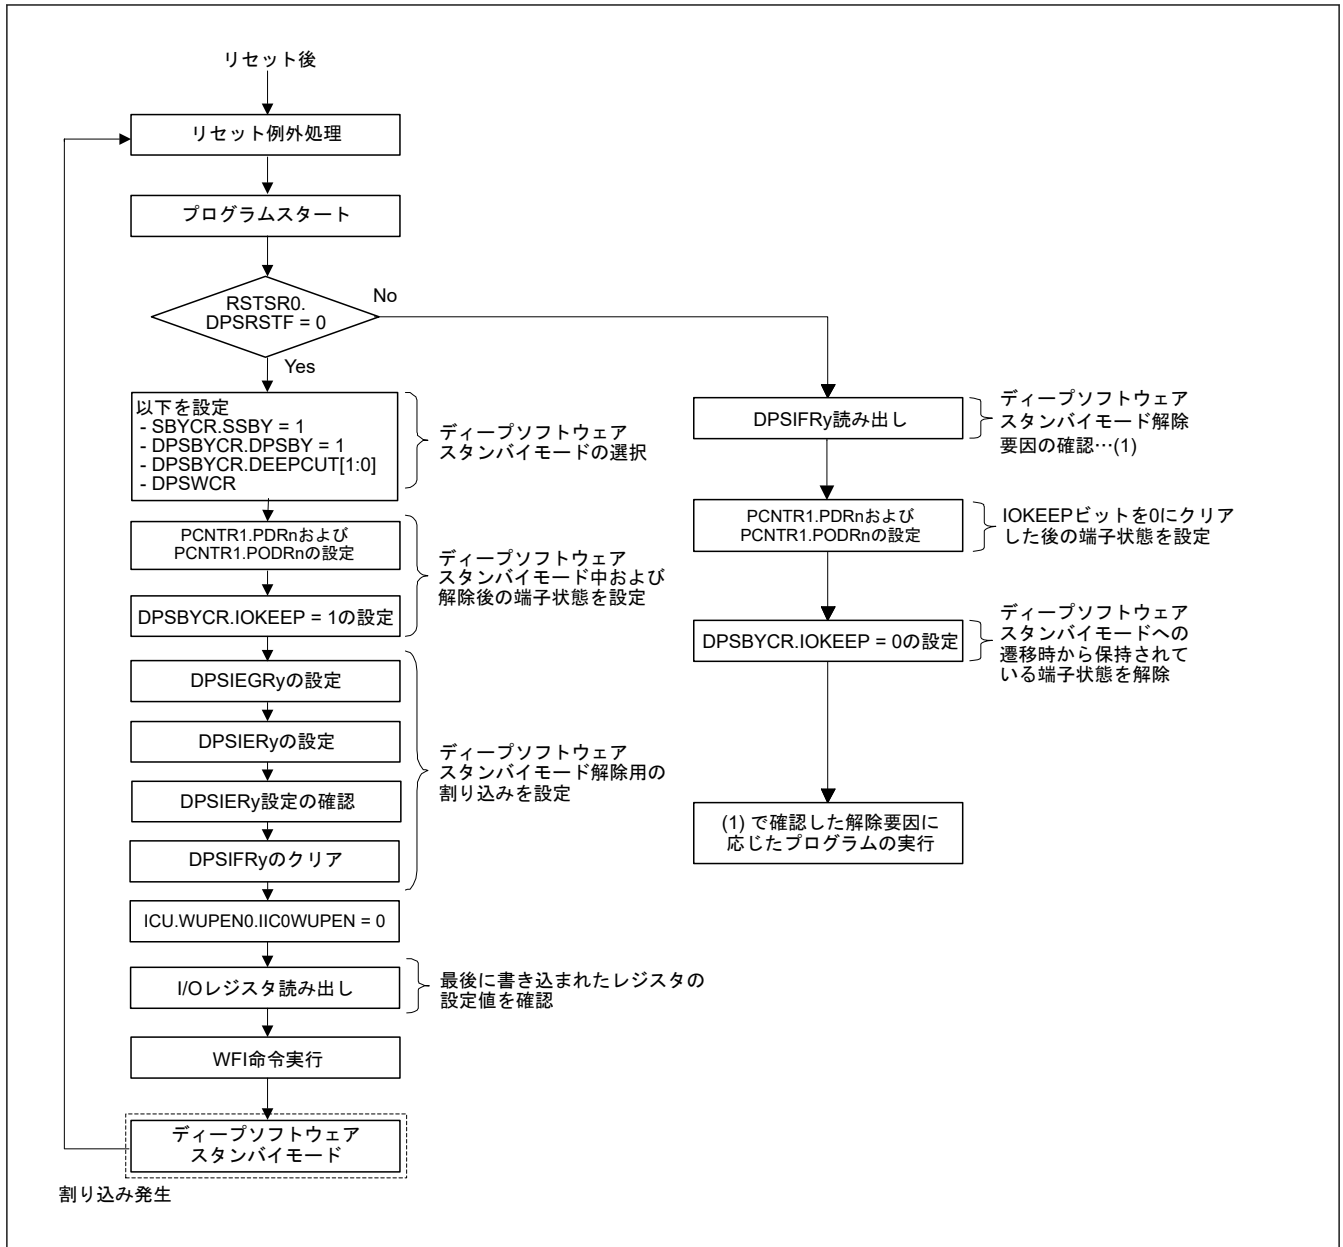 リセット後
リセット例外処理
プログラムスタート
RSTSR0.
DPSRSTF = 0
No
Yes
以下を設定
- SBYCR.SSBY = 1
- DPSBYCR.DPSBY = 1
- DPSBYCR.DEEPCUT[1:0]
- DPSWCR
ディープソフトウェア
スタンバイモードの選択
PCNTR1.PDRnおよび
PCNTR1.PODRnの設定
DPSBYCR.IOKEEP = 1の設定
ディープソフトウェア
スタンバイモード中および
解除後の端子状態を設定
DPSIEGRyの設定
DPSIERyの設定
DPSIERy設定の確認
DPSIFRyのクリア
ディープソフトウェア
スタンバイモード解除用の
割り込みを設定
ICU.WUPEN0.IIC0WUPEN = 0
I/Oレジスタ読み出し
最後に書き込まれたレジスタの
設定値を確認
WFI命令実行
ディープソフトウェア
スタンバイモード
割り込み発生
DPSIFRy読み出し
ディープソフトウェア
スタンバイモード解除
要因の確認…(1)
PCNTR1.PDRnおよび
PCNTR1.PODRnの設定
IOKEEPビットを0にクリア
した後の端子状態を設定
DPSBYCR.IOKEEP = 0の設定
ディープソフトウェア
スタンバイモードへの
遷移時から保持されて
いる端子状態を解除
(1) で確認した解除要因に
応じたプログラムの実行